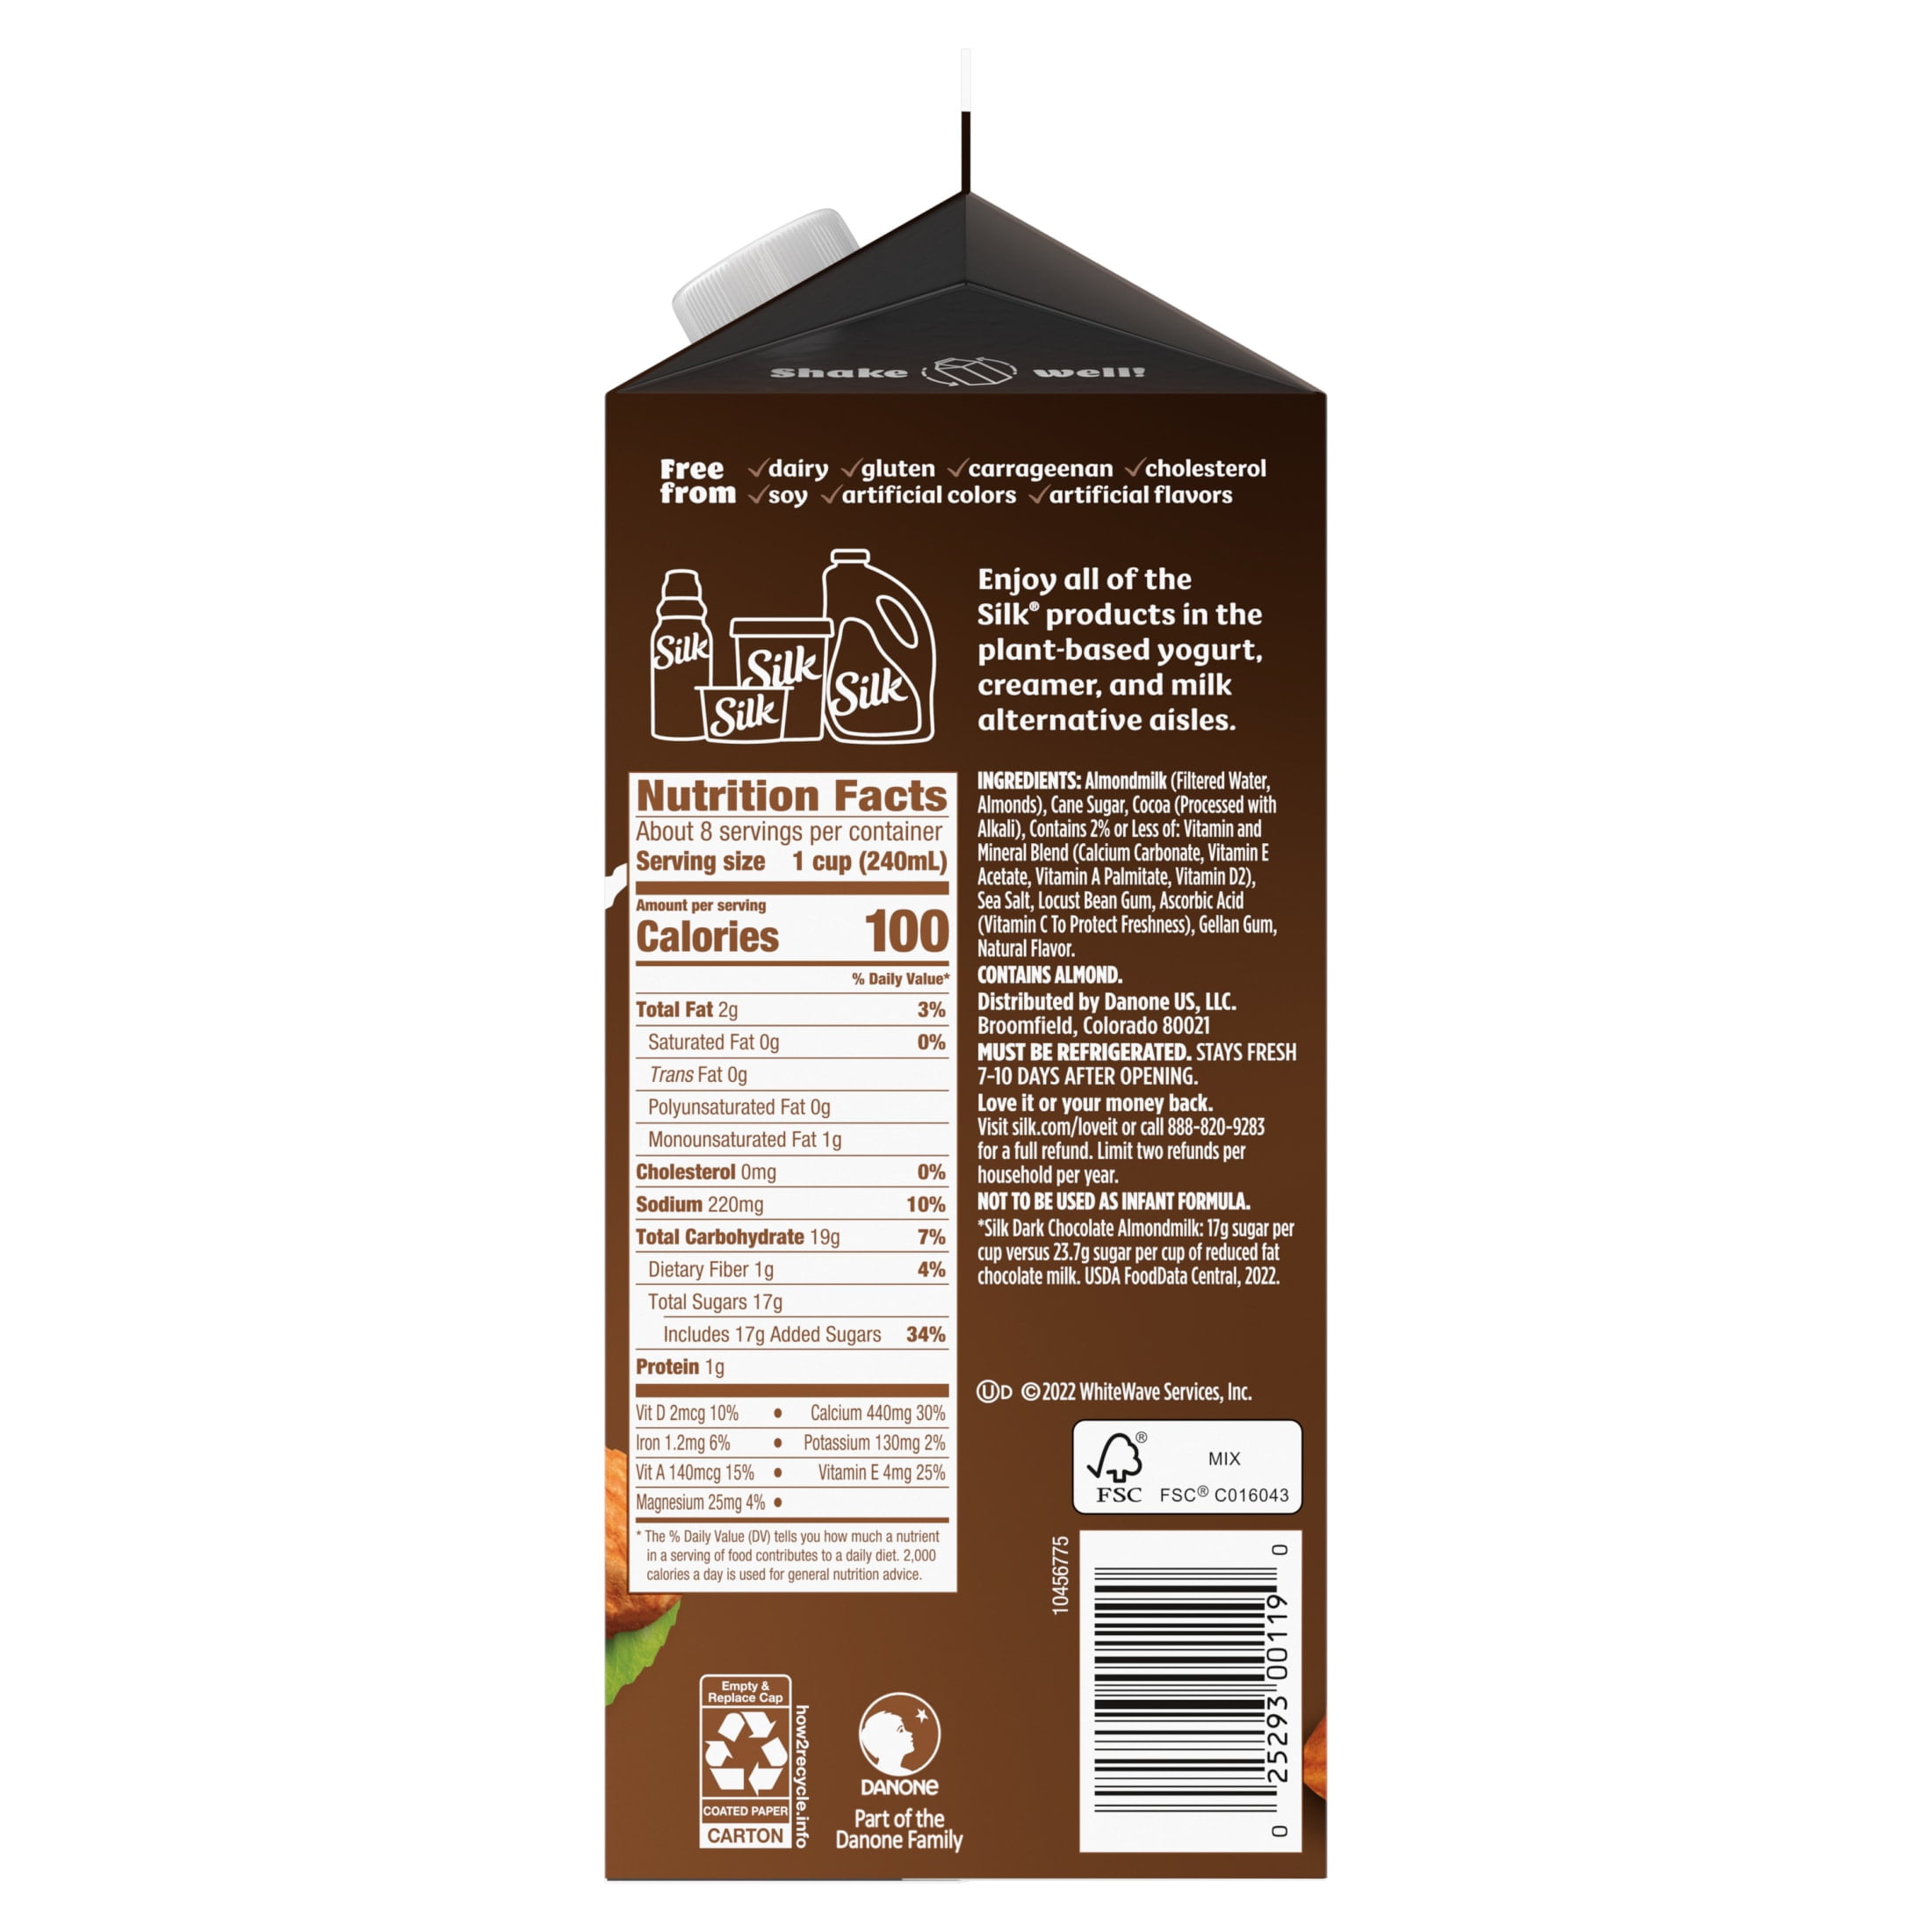 Shake well!
Free from ✓dairy ✓gluten ✓carrageenan ✓cholesterol
✓soy ✓artificial colors ✓artificial flavors
Silk
Silk
Silk
Silk
Enjoy all of the
Silk® products in the
plant-based yogurt,
creamer, and milk
alternative aisles.
Nutrition Facts
About 8 servings per container
Serving size 1 cup (240mL)
Amount per serving
Calories 100
% Daily Value*
Total Fat 2g 3%
Saturated Fat 0g 0%
Trans Fat 0g
Polyunsaturated Fat 0g
Monounsaturated Fat 1g
Cholesterol 0mg 0%
Sodium 220mg 10%
Total Carbohydrate 19g 7%
Dietary Fiber 1g 4%
Total Sugars 17g
Includes 17g Added Sugars 34%
Protein 1g
Vit D 2mcg 10% • Calcium 440mg 30%
Iron 1.2mg 6% • Potassium 130mg 2%
Vit A 140mcg 15% • Vitamin E 4mg 25%
Magnesium 25mg 4% •
* The % Daily Value (DV) tells you how much a nutrient
in a serving of food contributes to a daily diet. 2,000
calories a day is used for general nutrition advice.
INGREDIENTS: Almondmilk (Filtered Water,
Almonds), Cane Sugar, Cocoa (Processed with
Alkali), Contains 2% or Less of: Vitamin and
Mineral Blend (Calcium Carbonate, Vitamin E
Acetate, Vitamin A Palmitate, Vitamin D2),
Sea Salt, Locust Bean Gum, Ascorbic Acid
(Vitamin C To Protect Freshness), Gellan Gum,
Natural Flavor.
CONTAINS ALMOND.
Distributed by Danone US, LLC.
Broomfield, Colorado 80021
MUST BE REFRIGERATED. STAYS FRESH
7-10 DAYS AFTER OPENING.
Love it or your money back.
Visit silk.com/loveit or call 888-820-9283
for a full refund. Limit two refunds per
household per year.
NOT TO BE USED AS INFANT FORMULA.
*Silk Dark Chocolate Almondmilk: 17g sugar per
cup versus 23.7g sugar per cup of reduced fat
chocolate milk. USDA FoodData Central, 2022.
ⓊD ©2022 WhiteWave Services, Inc.
®
FSC
MIX
FSC® C016043
10456775
0 25293 00119 0
Empty &
Replace Cap
COATED PAPER
CARTON
how2recycle.info
DANONE
Part of the
Danone Family